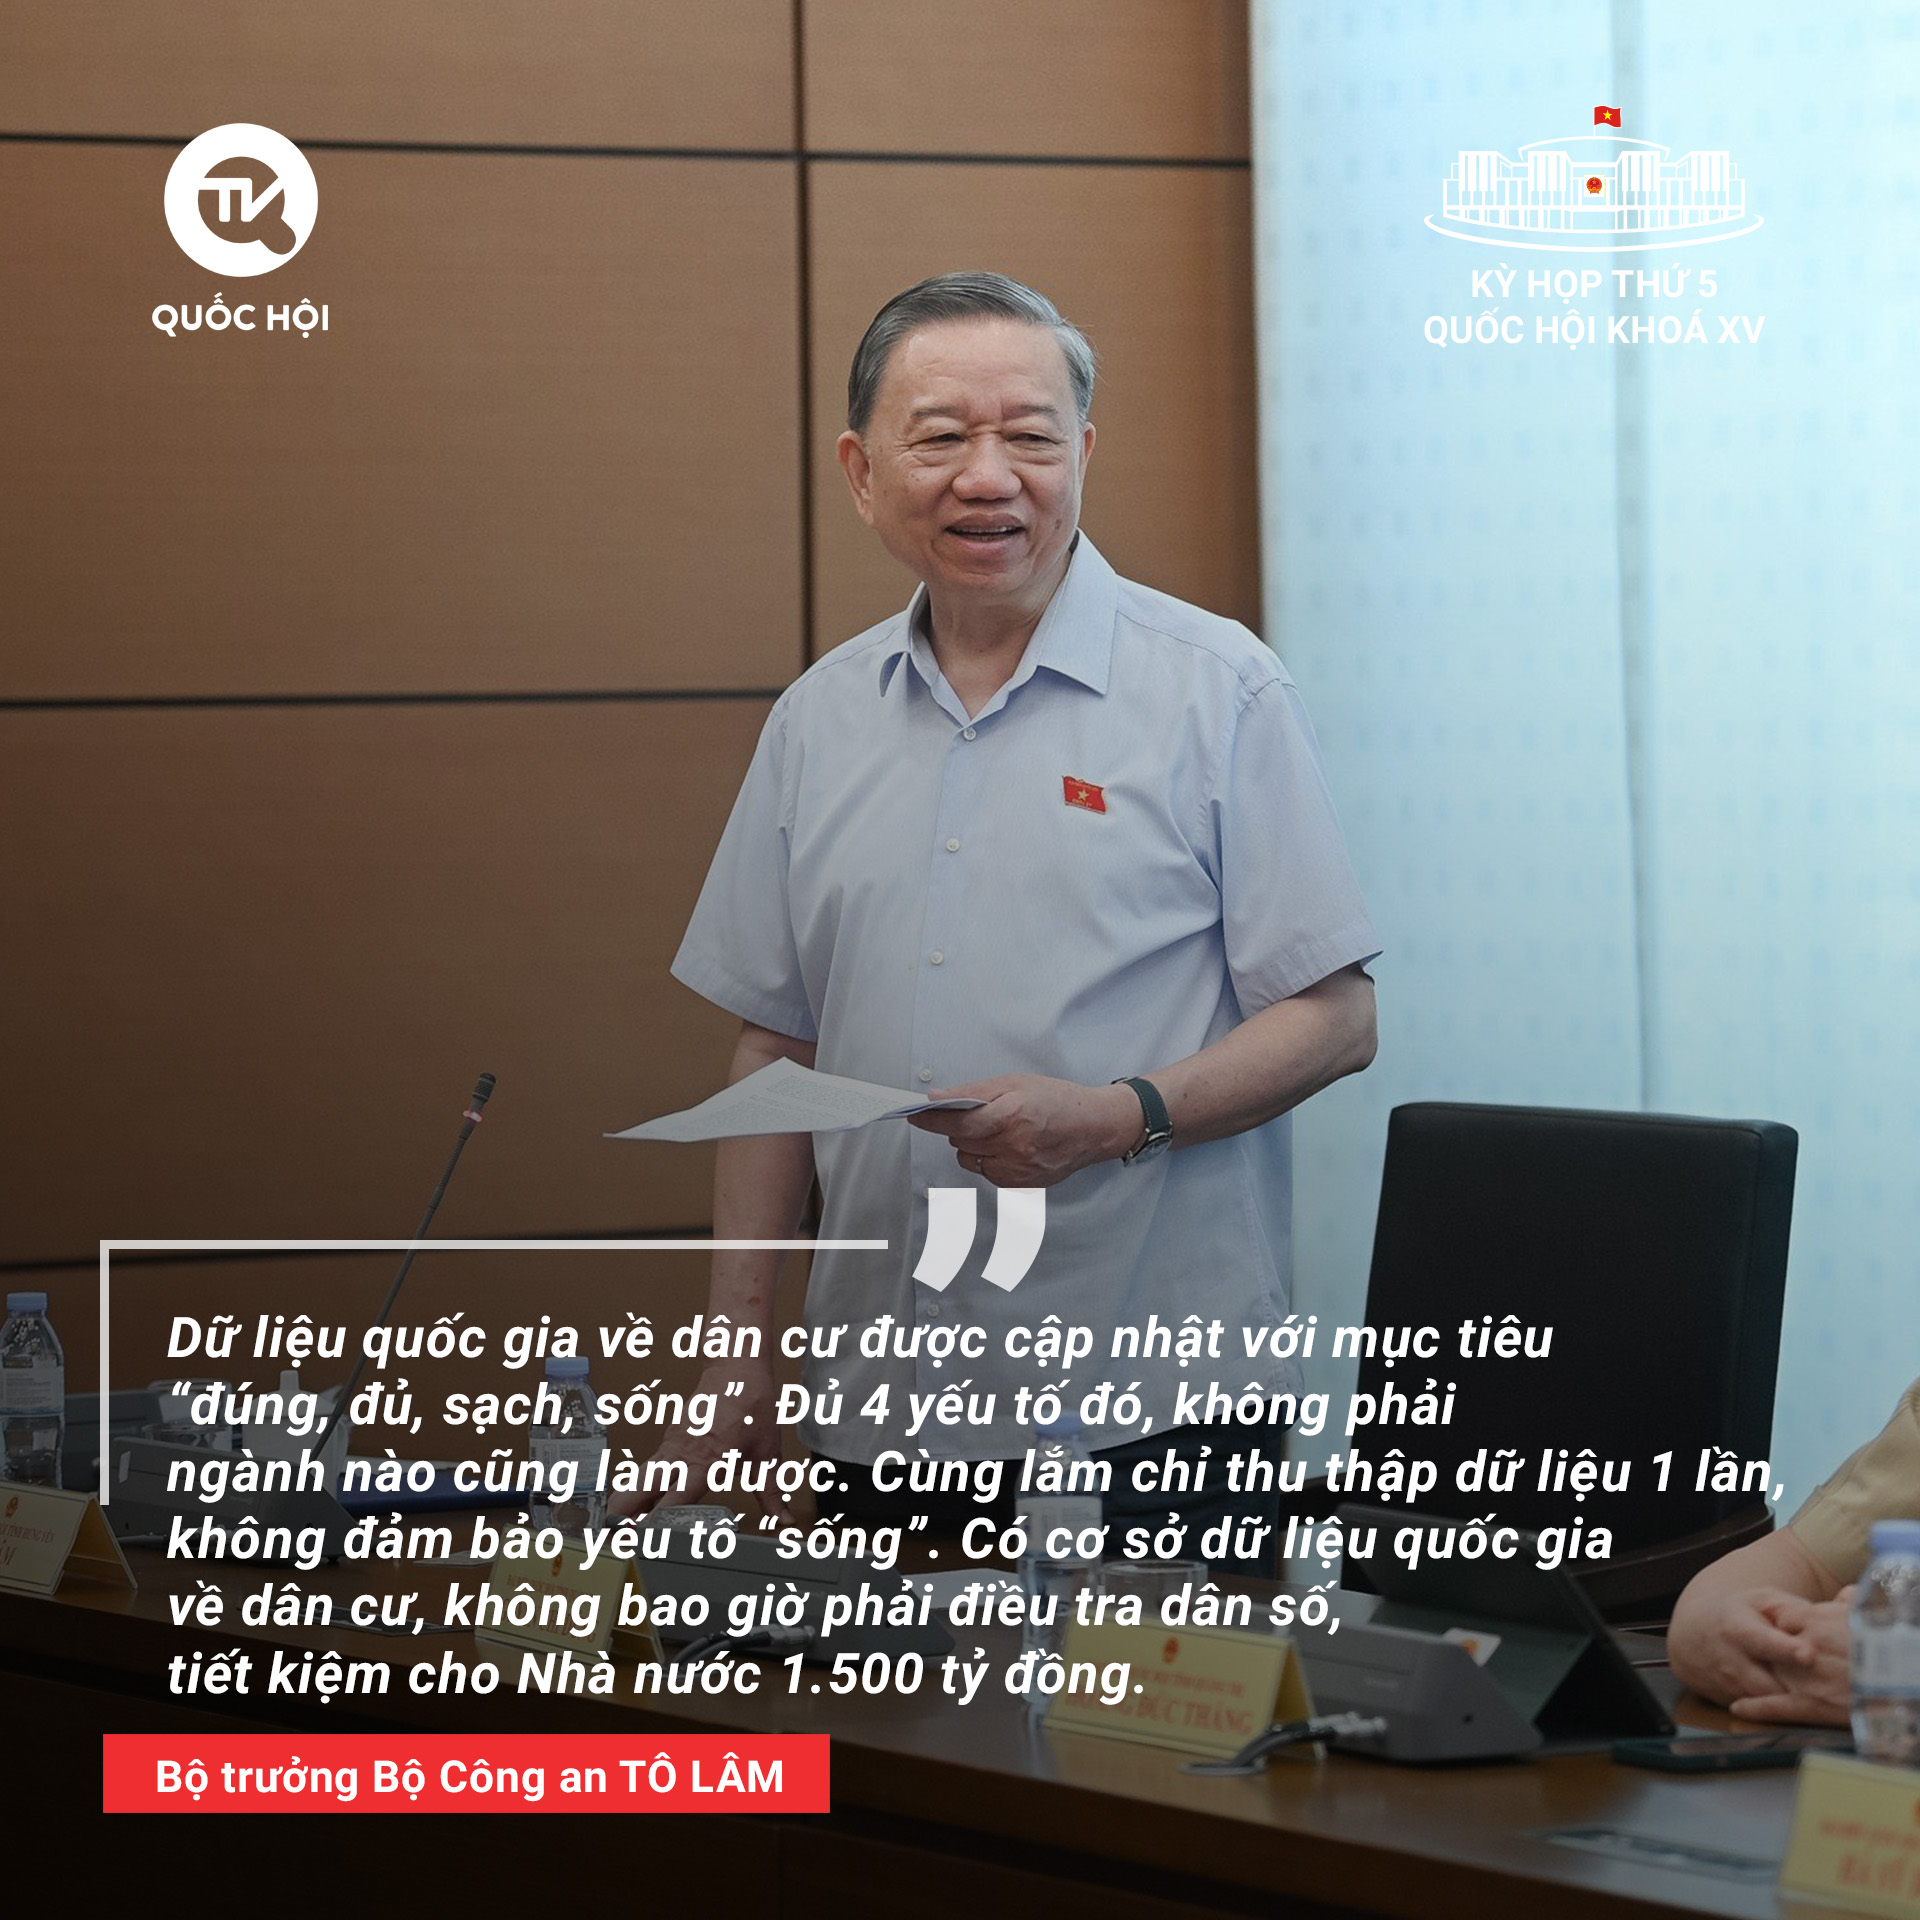 TV
QUỐC HỘI
KỲ HỌP THỨ 5
QUỐC HỘI KHOÁ XV
”
Dữ liệu quốc gia về dân cư được cập nhật với mục tiêu
“đúng, đủ, sạch, sống”. Đủ 4 yếu tố đó, không phải
ngành nào cũng làm được. Cùng lắm chỉ thu thập dữ liệu 1 lần,
không đảm bảo yếu tố “sống”. Có cơ sở dữ liệu quốc gia
về dân cư, không bao giờ phải điều tra dân số,
tiết kiệm cho Nhà nước 1.500 tỷ đồng.
ĐỨC THẮNG
Bộ trưởng Bộ Công an TÔ LÂM